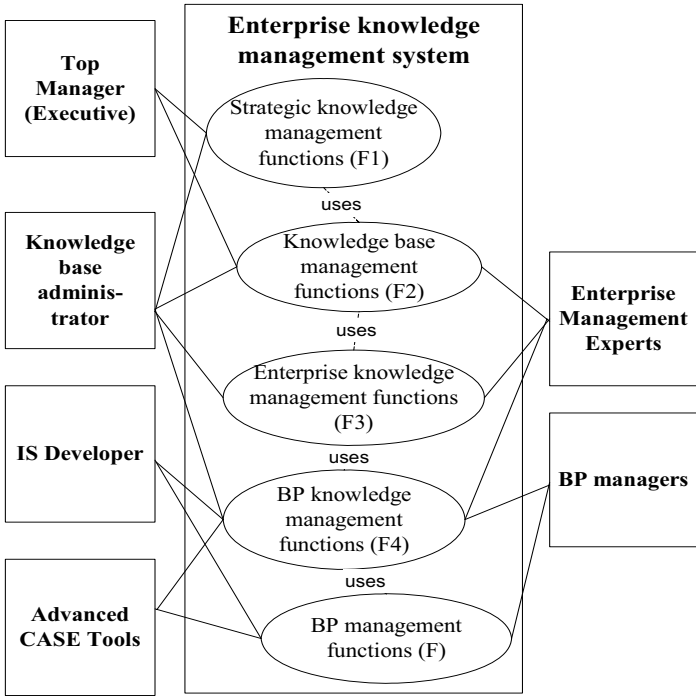 Enterprise knowledge
management system
Top
Manager
(Executive)
Strategic knowledge
management
functions (F1)
uses
Knowledge
base
adminis-
trator
Knowledge base
management
functions (F2)
Enterprise
Management
Experts
uses
Enterprise knowledge
management functions
(F3)
IS Developer
uses
BP knowledge
management
functions (F4)
BP managers
uses
Advanced
CASE Tools
BP management
functions (F)